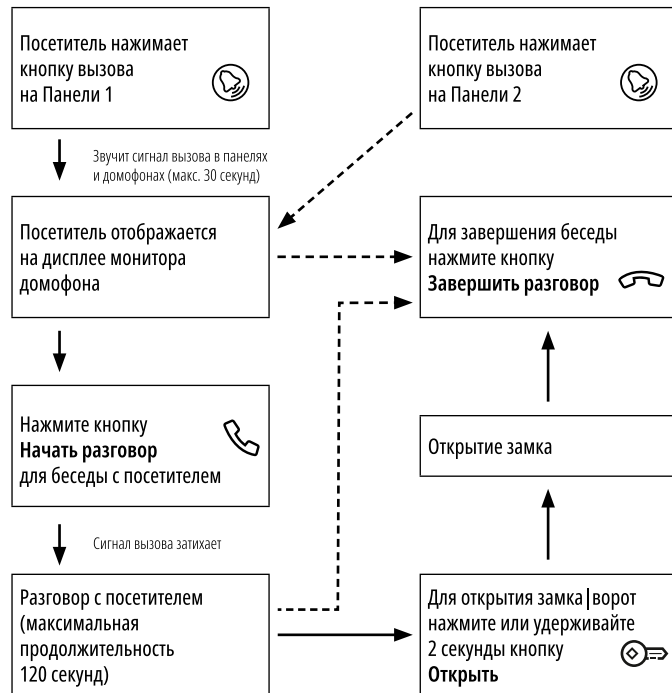 Посетитель нажимает
кнопку вызова
на Панели 1
Посетитель нажимает
кнопку вызова
на Панели 2
Звучит сигнал вызова в панелях
и домофонах (макс. 30 секунд)
Посетитель отображается
на дисплее монитора
домофона
Для завершения беседы
нажмите кнопку
Завершить разговор
Нажмите кнопку
Начать разговор
для беседы с посетителем
Открытие замка
Сигнал вызова затихает
Разговор с посетителем
(максимальная
продолжительность
120 секунд)
Для открытия замка|ворот
нажмите или удерживайте
2 секунды кнопку
Открыть